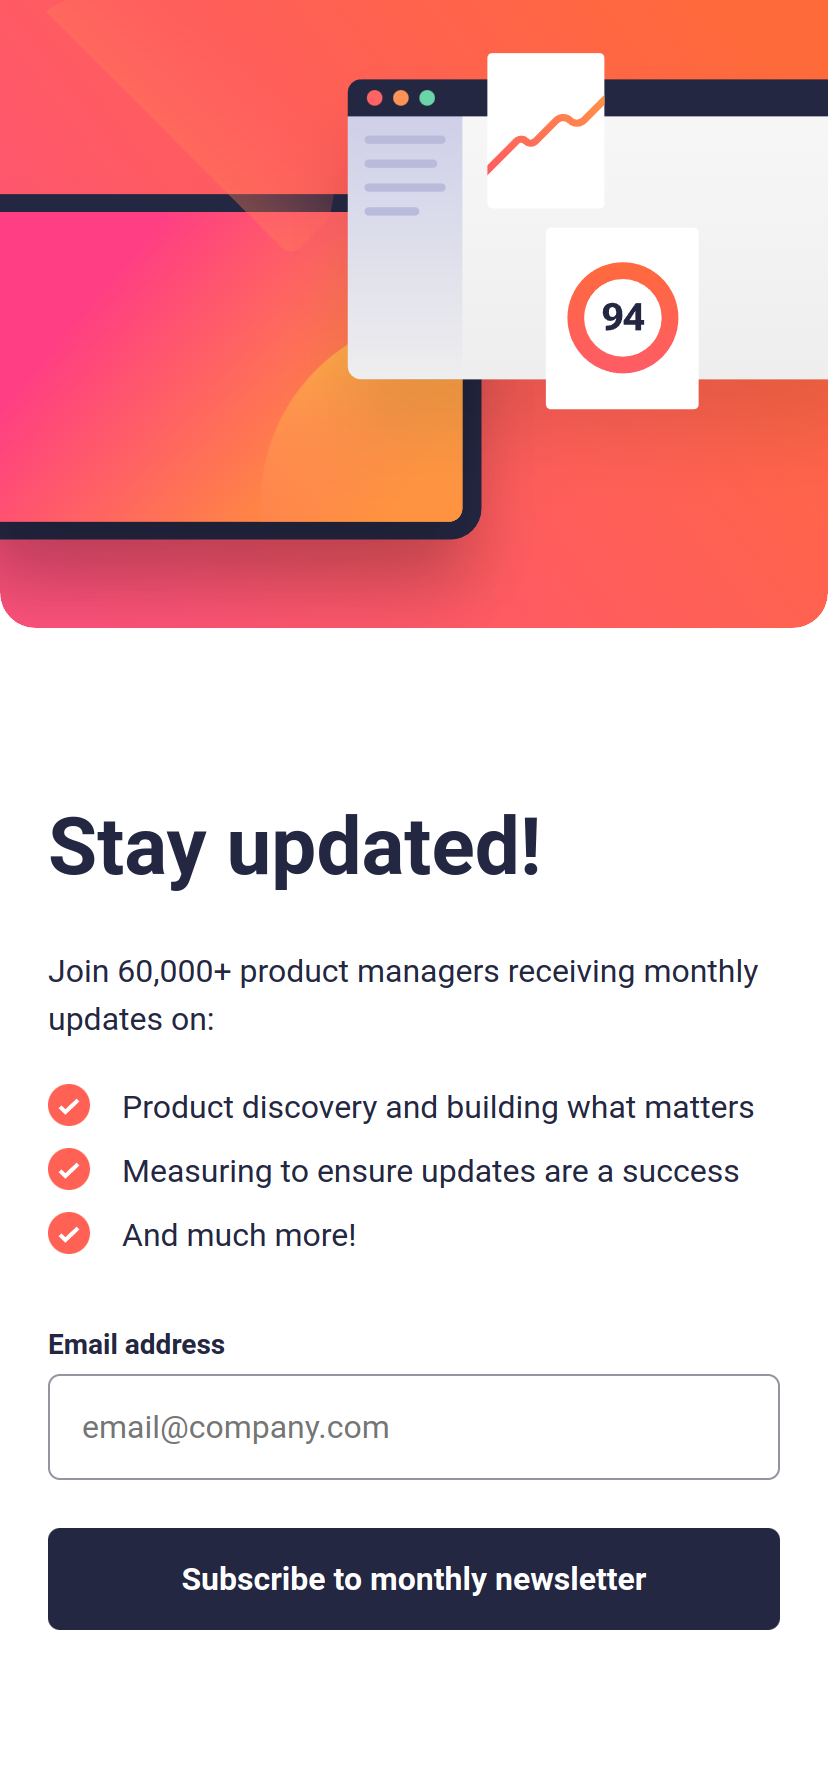 94
Stay updated!
Join 60,000+ product managers receiving monthly
updates on:
Product discovery and building what matters
Measuring to ensure updates are a success
And much more!
Email address
email@company.com
Subscribe to monthly newsletter